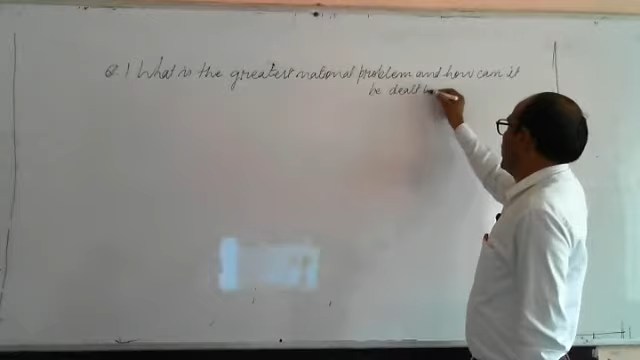 Q. 1 What is the greatest national problem and how can it
be dealt